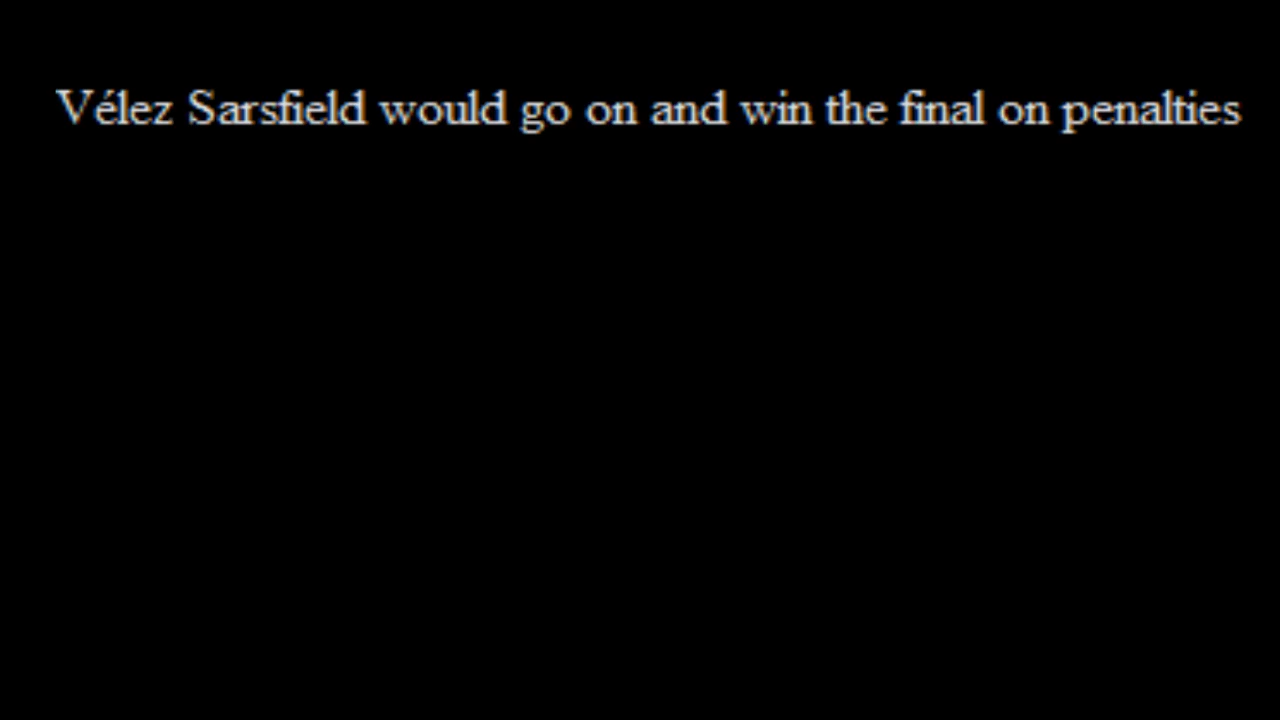 Vélez Sarsfield would go on and win the final on penalties